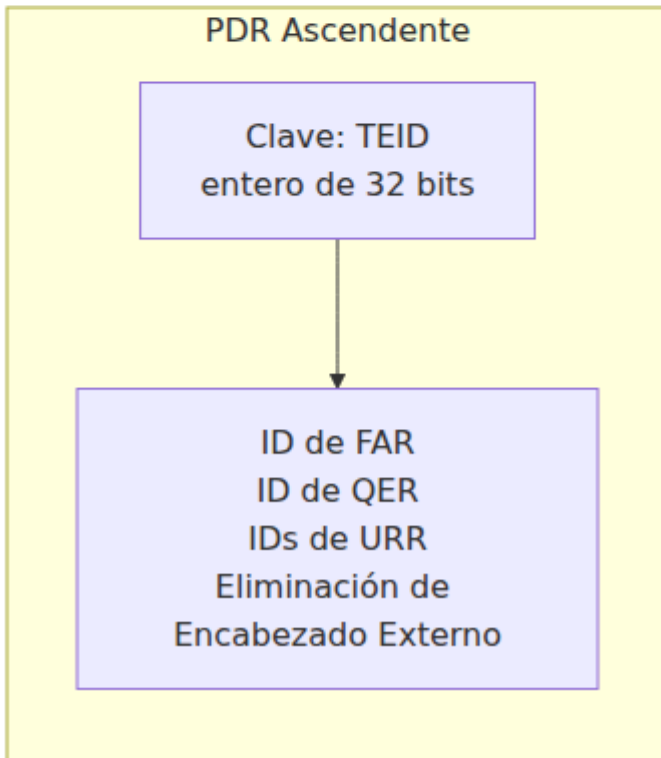 PDR Ascendente
Clave: TEID
entero de 32 bits
ID de FAR
ID de QER
IDs de URR
Eliminación de
Encabezado Externo